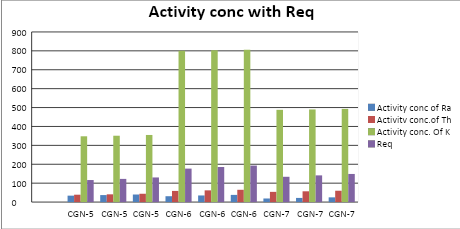 Activity conc with Req
900
800
700
600
500
400
300
200
100
0
CGN-5 CGN-5 CGN-5 CGN-6 CGN-6 CGN-6 CGN-7 CGN-7 CGN-7
Activity conc of Ra
Activity conc.of Th
Activity conc. Of K
Req